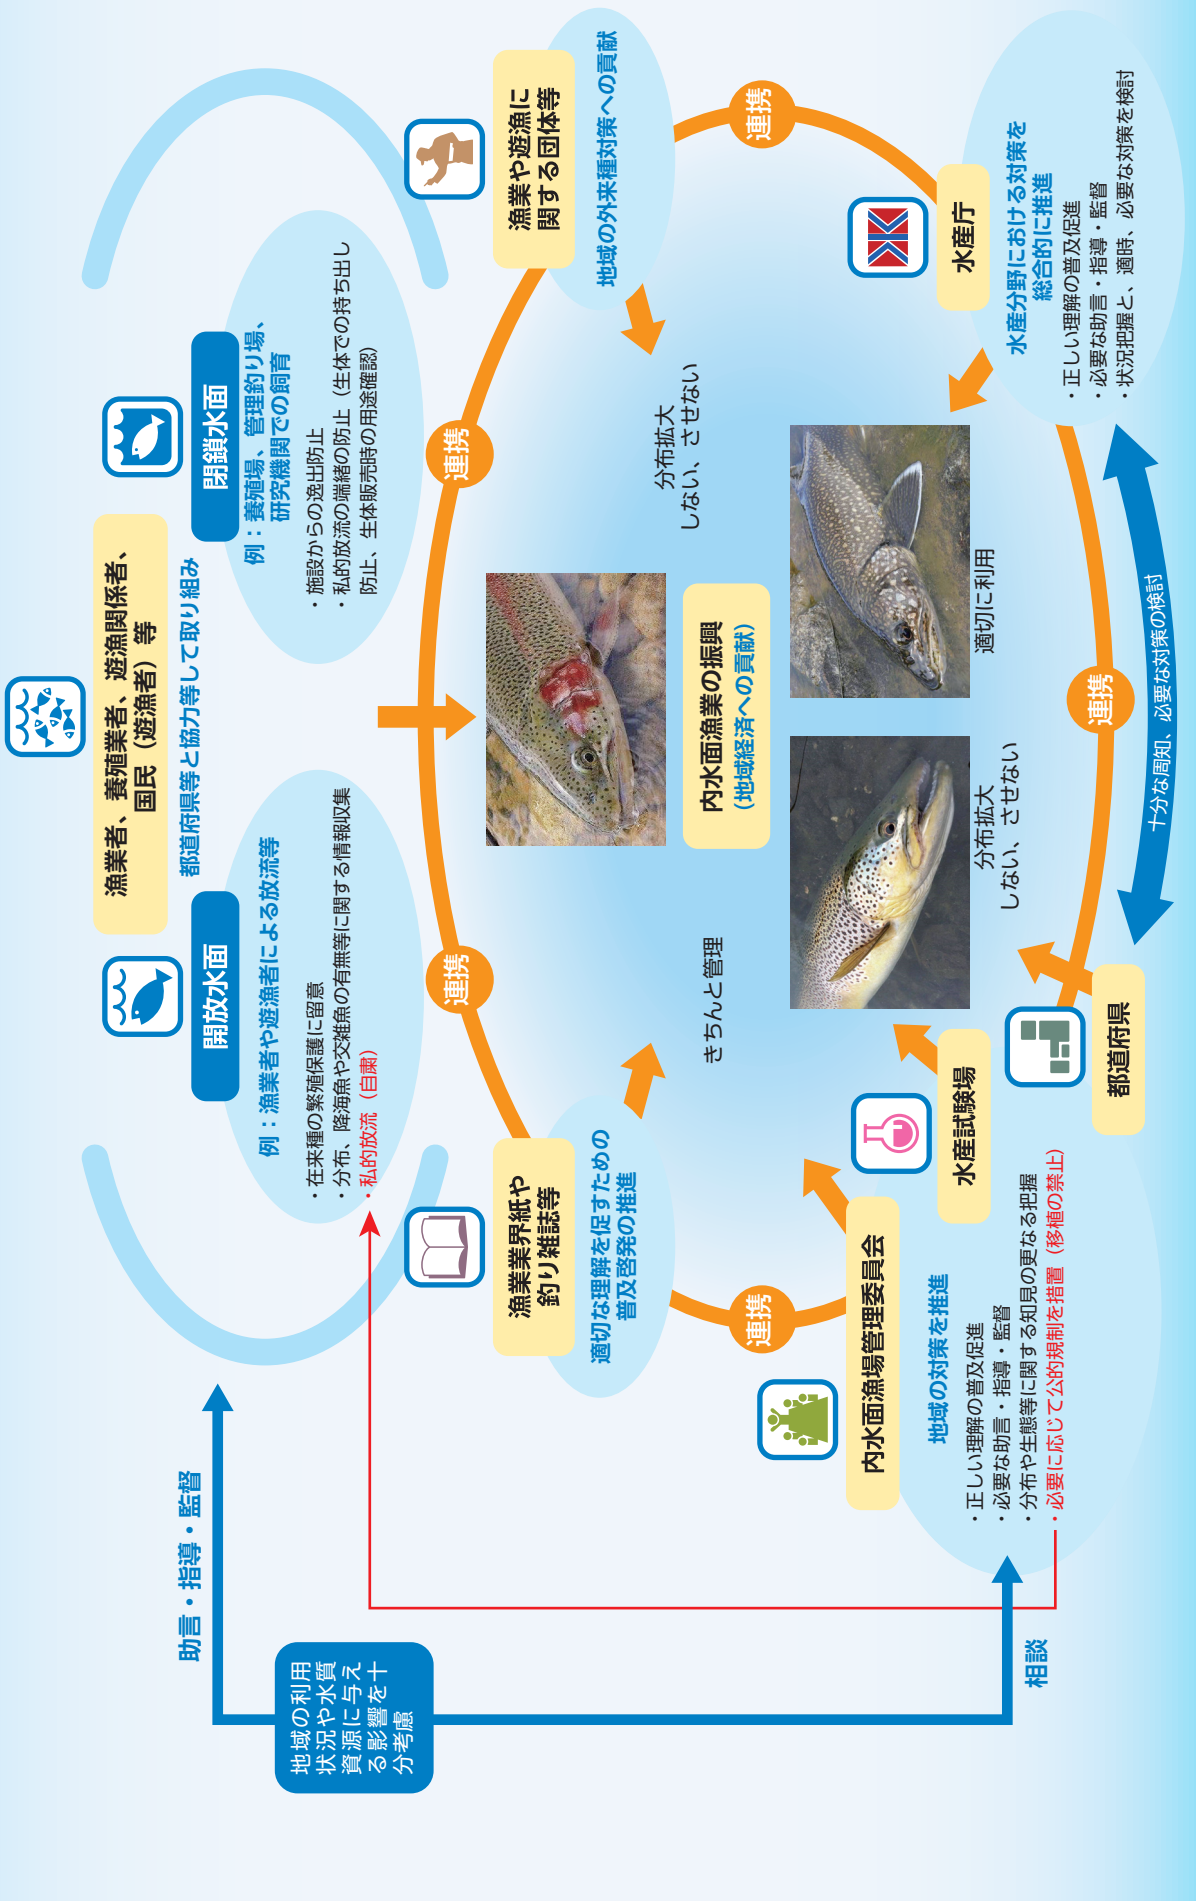 漁業者、養殖業者、遊漁関係者、
国民（遊漁者）等
都道府県等と協力等して取り組み
開放水面
例：漁業者や遊漁者による放流等
・在来種の繁殖保護に留意
・分布、降海魚や交雑魚の有無等に関する情報収集
・私的放流（自粛）
閉鎖水面
例：養殖場、管理釣り場、
研究機関での飼育
・施設からの逸出防止
・私的放流の端緒の防止（生体での持ち出し
防止、生体販売時の用途確認）
助言・指導・監督
地域の利用
状況や水質
資源に与え
る影響を十
分考慮
相談
連携
連携
漁業業界紙や
釣り雑誌等
適切な理解を促すための
普及啓発の推進
漁業や遊漁に
関する団体等
地域の外来種対策への貢献
きちんと管理
内水面漁業の振興
（地域経済への貢献）
分布拡大
しない、させない
連携
連携
内水面漁場管理委員会
水産試験場
都道府県
地域の対策を推進
・正しい理解の普及促進
・必要な助言・指導・監督
・分布や生態等に関する知見の更なる把握
・必要に応じて公的規制を措置（移植の禁止）
分布拡大
しない、させない
適切に利用
水産庁
水産分野における対策を
総合的に推進
・正しい理解の普及促進
・必要な助言・指導・監督
・状況把握と、適時、必要な対策を検討
連携
十分な周知、必要な対策の検討